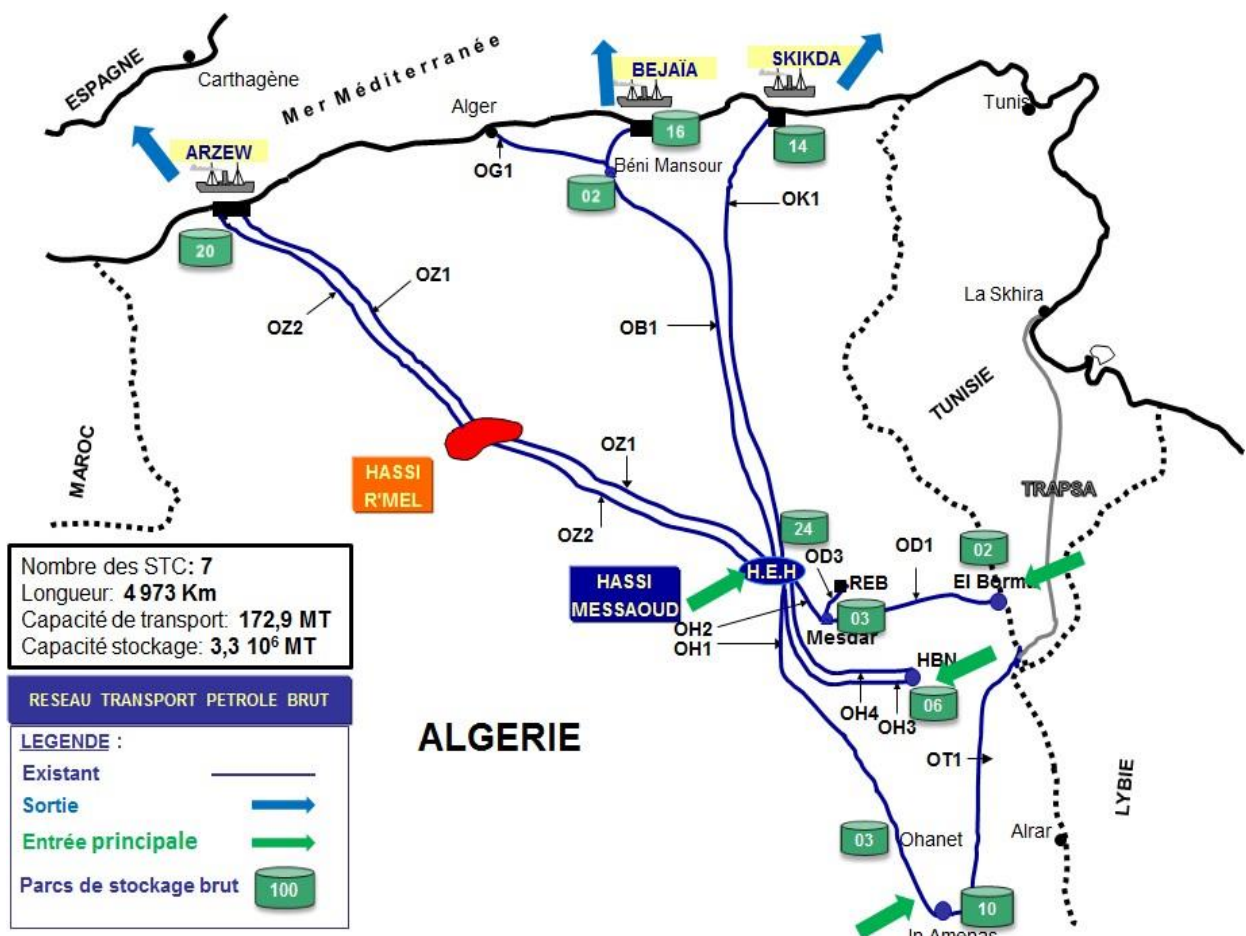 ESPAGNE
Carthagène
Mer Méditerranée
Alger
BEJAÏA
SKIKDA
Tunis
ARZEW
16
14
OG1
Béni Mansour
02
OK1
20
OZ1
OZ2
OB1
La Skhira
TUNISIE
MAROC
HASSI
R'MEL
OZ1
OZ2
TRAPSA
24
OD3
OD1
02
H.E.H
REB
El Borma
HASSI
MESSAOUD
03
OH2
OH1
Mesdar
HBN
06
OH4
OH3
Nombre des STC: 7
Longueur: 4 973 Km
Capacité de transport: 172,9 MT
Capacité stockage: 3,3 10⁶ MT
RESEAU TRANSPORT PETROLE BRUT
LEGENDE :
Existant
Sortie
Entrée principale
Parcs de stockage brut
100
ALGERIE
OT1
LYBIE
03
Ohanet
Alrar
10
In Amenas